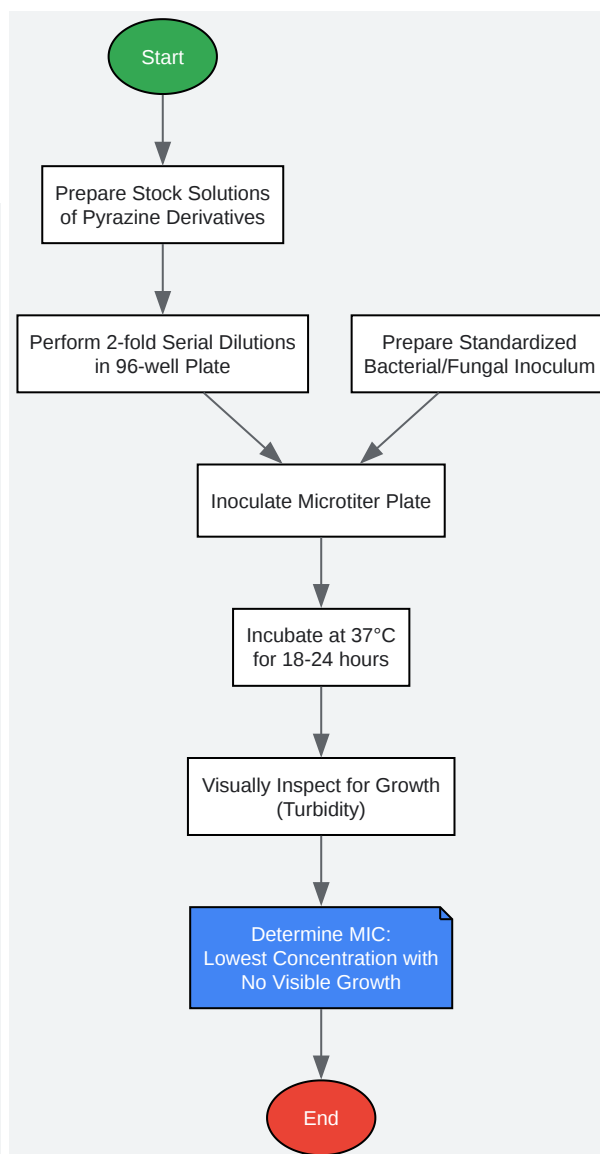 Start
Prepare Stock Solutions
of Pyrazine Derivatives
Perform 2-fold Serial Dilutions
in 96-well Plate
Prepare Standardized
Bacterial/Fungal Inoculum
Inoculate Microtiter Plate
Incubate at 37°C
for 18-24 hours
Visually Inspect for Growth
(Turbidity)
Determine MIC:
Lowest Concentration with
No Visible Growth
End